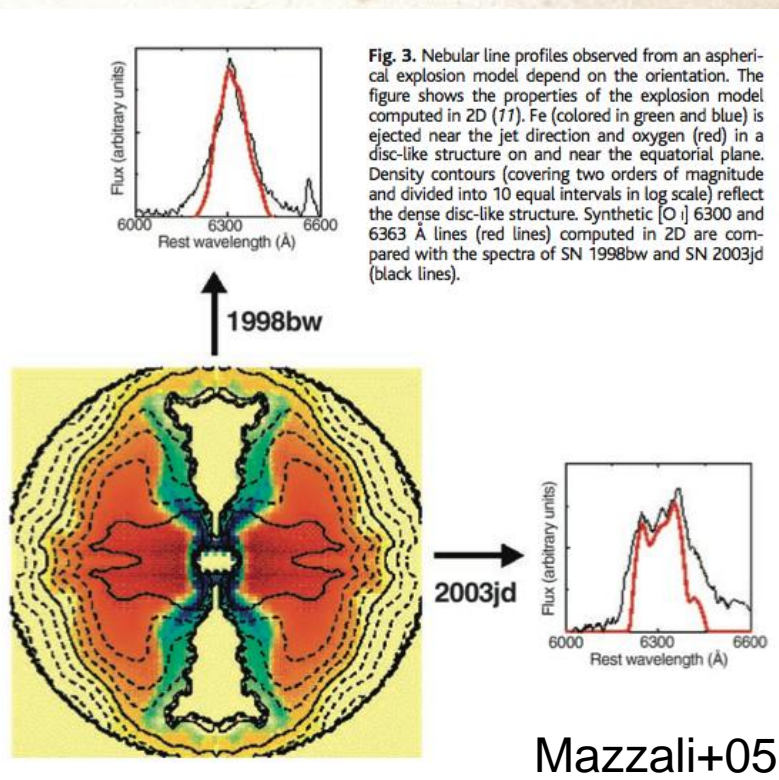 Fig. 3. Nebular line profiles observed from an aspheri-
cal explosion model depend on the orientation. The
figure shows the properties of the explosion model
computed in 2D (11). Fe (colored in green and blue) is
ejected near the jet direction and oxygen (red) in a
disc-like structure on and near the equatorial plane.
Density contours (covering two orders of magnitude
and divided into 10 equal intervals in log scale) reflect
the dense disc-like structure. Synthetic [O I] 6300 and
6363 Å lines (red lines) computed in 2D are com-
pared with the spectra of SN 1998bw and SN 2003jd
(black lines).
Flux (arbitrary units)
6000 6300 6600
Rest wavelength (Å)
1998bw
2003jd
Flux (arbitrary units)
6000 6300 6600
Rest wavelength (Å)
Mazzali+05